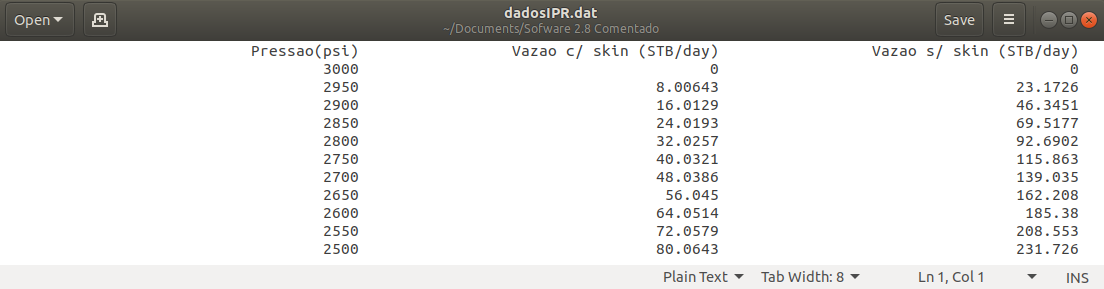 Open dadosIPR.dat Save
~/Documents/Sofware 2.8 Comentado
Pressao(psi) Vazao c/ skin (STB/day) Vazao s/ skin (STB/day)
3000 0 0
2950 8.00643 23.1726
2900 16.0129 46.3451
2850 24.0193 69.5177
2800 32.0257 92.6902
2750 40.0321 115.863
2700 48.0386 139.035
2650 56.045 162.208
2600 64.0514 185.38
2550 72.0579 208.553
2500 80.0643 231.726
Plain Text Tab Width: 8 Ln 1, Col 1 INS